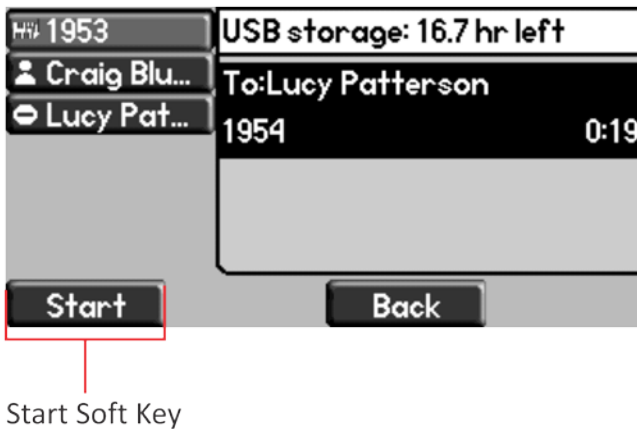 1953
USB storage: 16.7 hr left
Craig Blu...
To:Lucy Patterson
Lucy Pat...
1954 0:19
Start Back
Start Soft Key